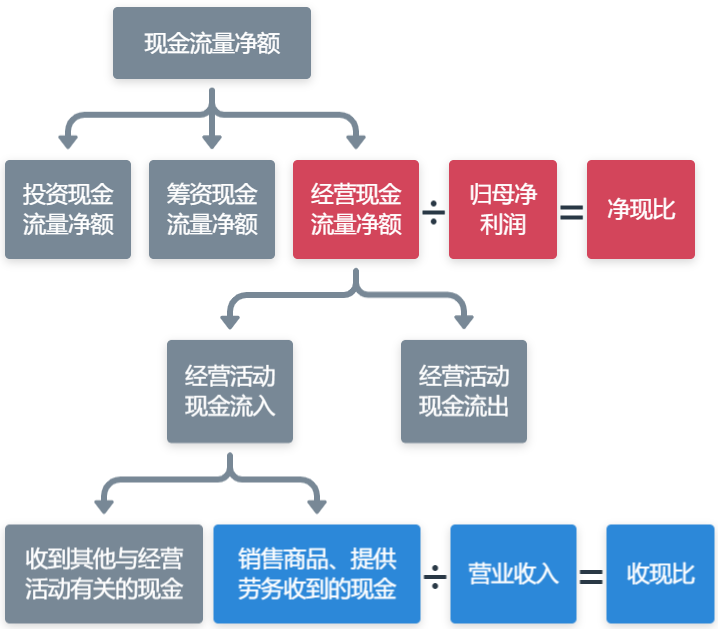 现金流量净额
投资现金
流量净额
筹资现金
流量净额
经营现金
流量净额
÷
归母净
利润
=
净现比
经营活动
现金流入
经营活动
现金流出
收到其他与经营
活动有关的现金
销售商品、提供
劳务收到的现金
÷
营业收入
=
收现比